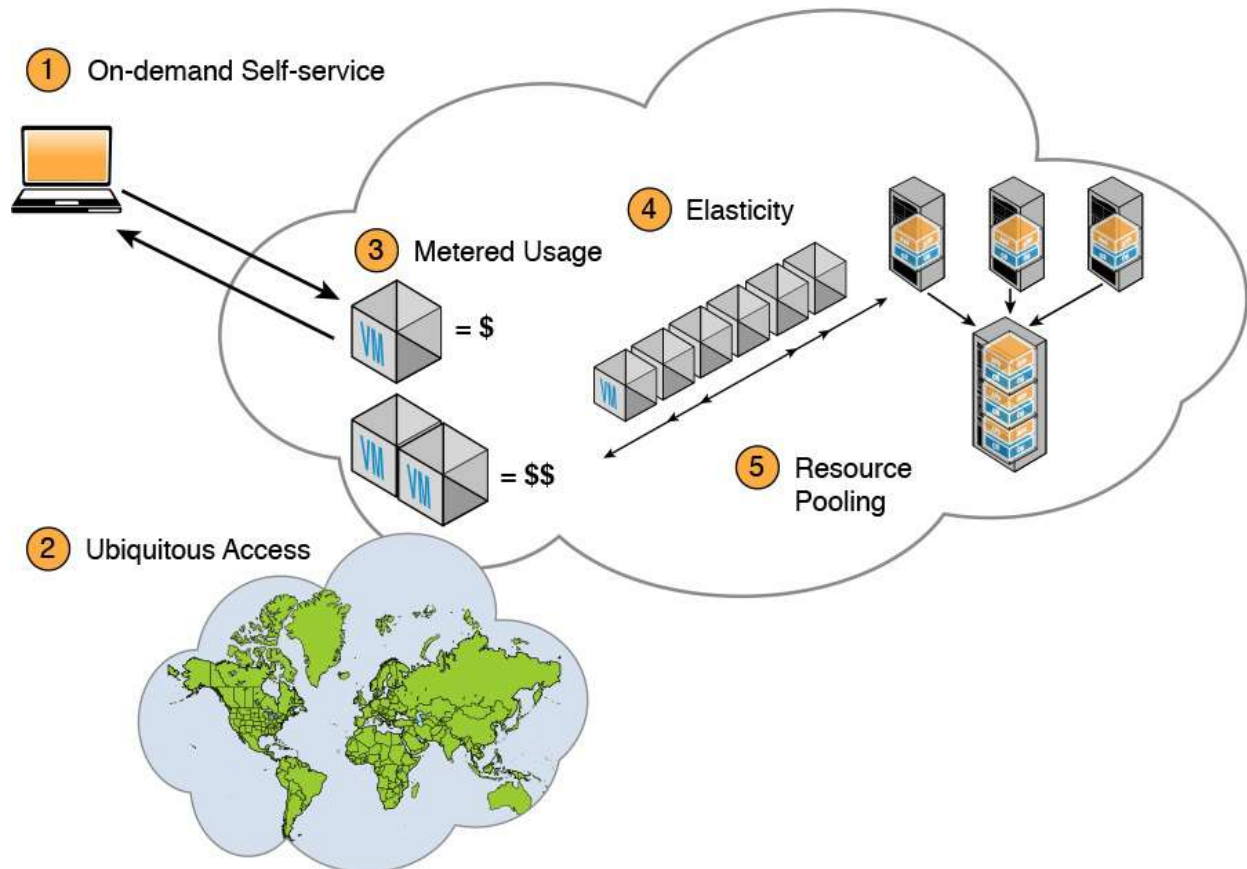 1 On-demand Self-service
4 Elasticity
3 Metered Usage
VM = $
VM
VM VM = $$
5 Resource
Pooling
2 Ubiquitous Access